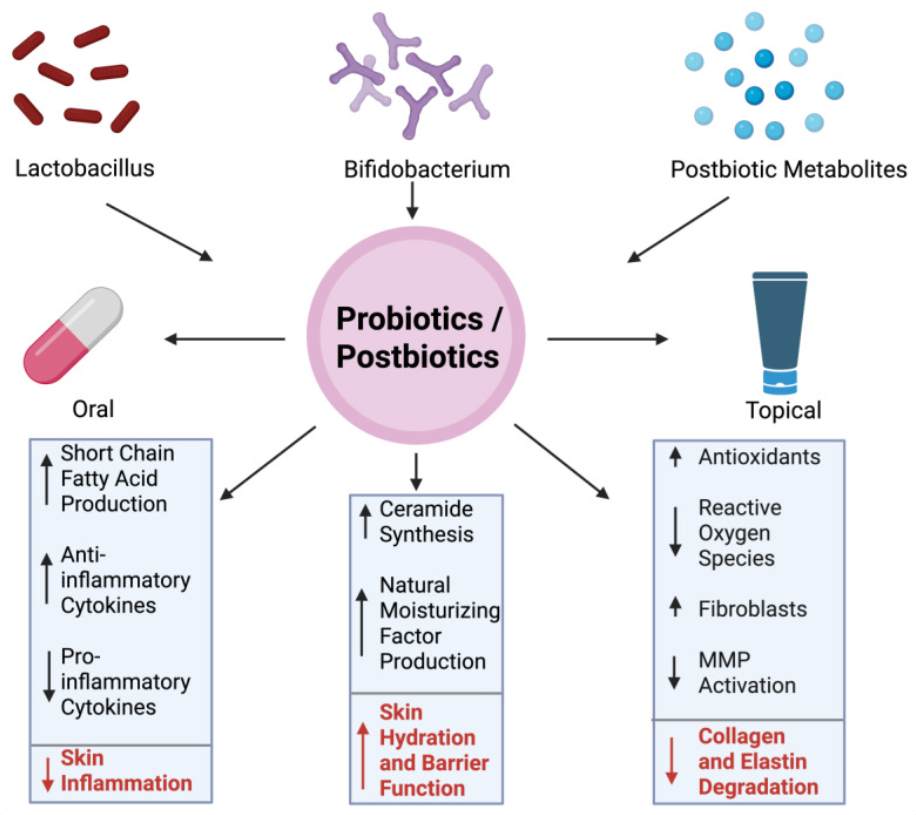 Lactobacillus
Bifidobacterium
Postbiotic Metabolites
Probiotics /
Postbiotics
Oral
Topical
Short Chain
Fatty Acid
Production
Anti-
inflammatory
Cytokines
Pro-
inflammatory
Cytokines
Skin
Inflammation
Ceramide
Synthesis
Natural
Moisturizing
Factor
Production
Skin
Hydration
and Barrier
Function
Antioxidants
Reactive
Oxygen
Species
Fibroblasts
MMP
Activation
Collagen
and Elastin
Degradation